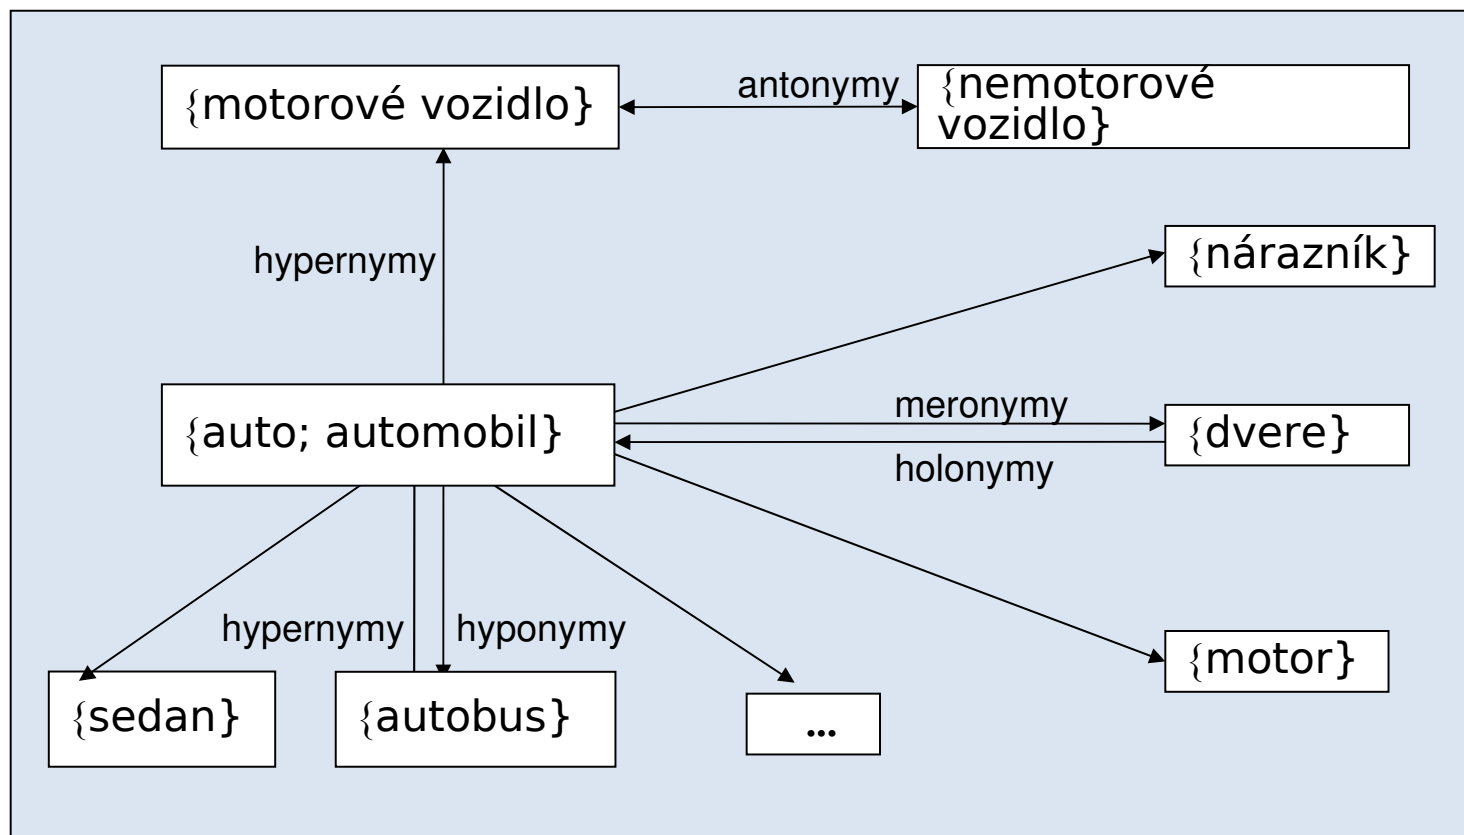 {motorové vozidlo}
antonymy
{nemotorové
vozidlo}
hypernymy
{nárazník}
{auto; automobil}
meronymy
{dvere}
holonymy
hypernymy
hyponymy
{motor}
{sedan}
{autobus}
...